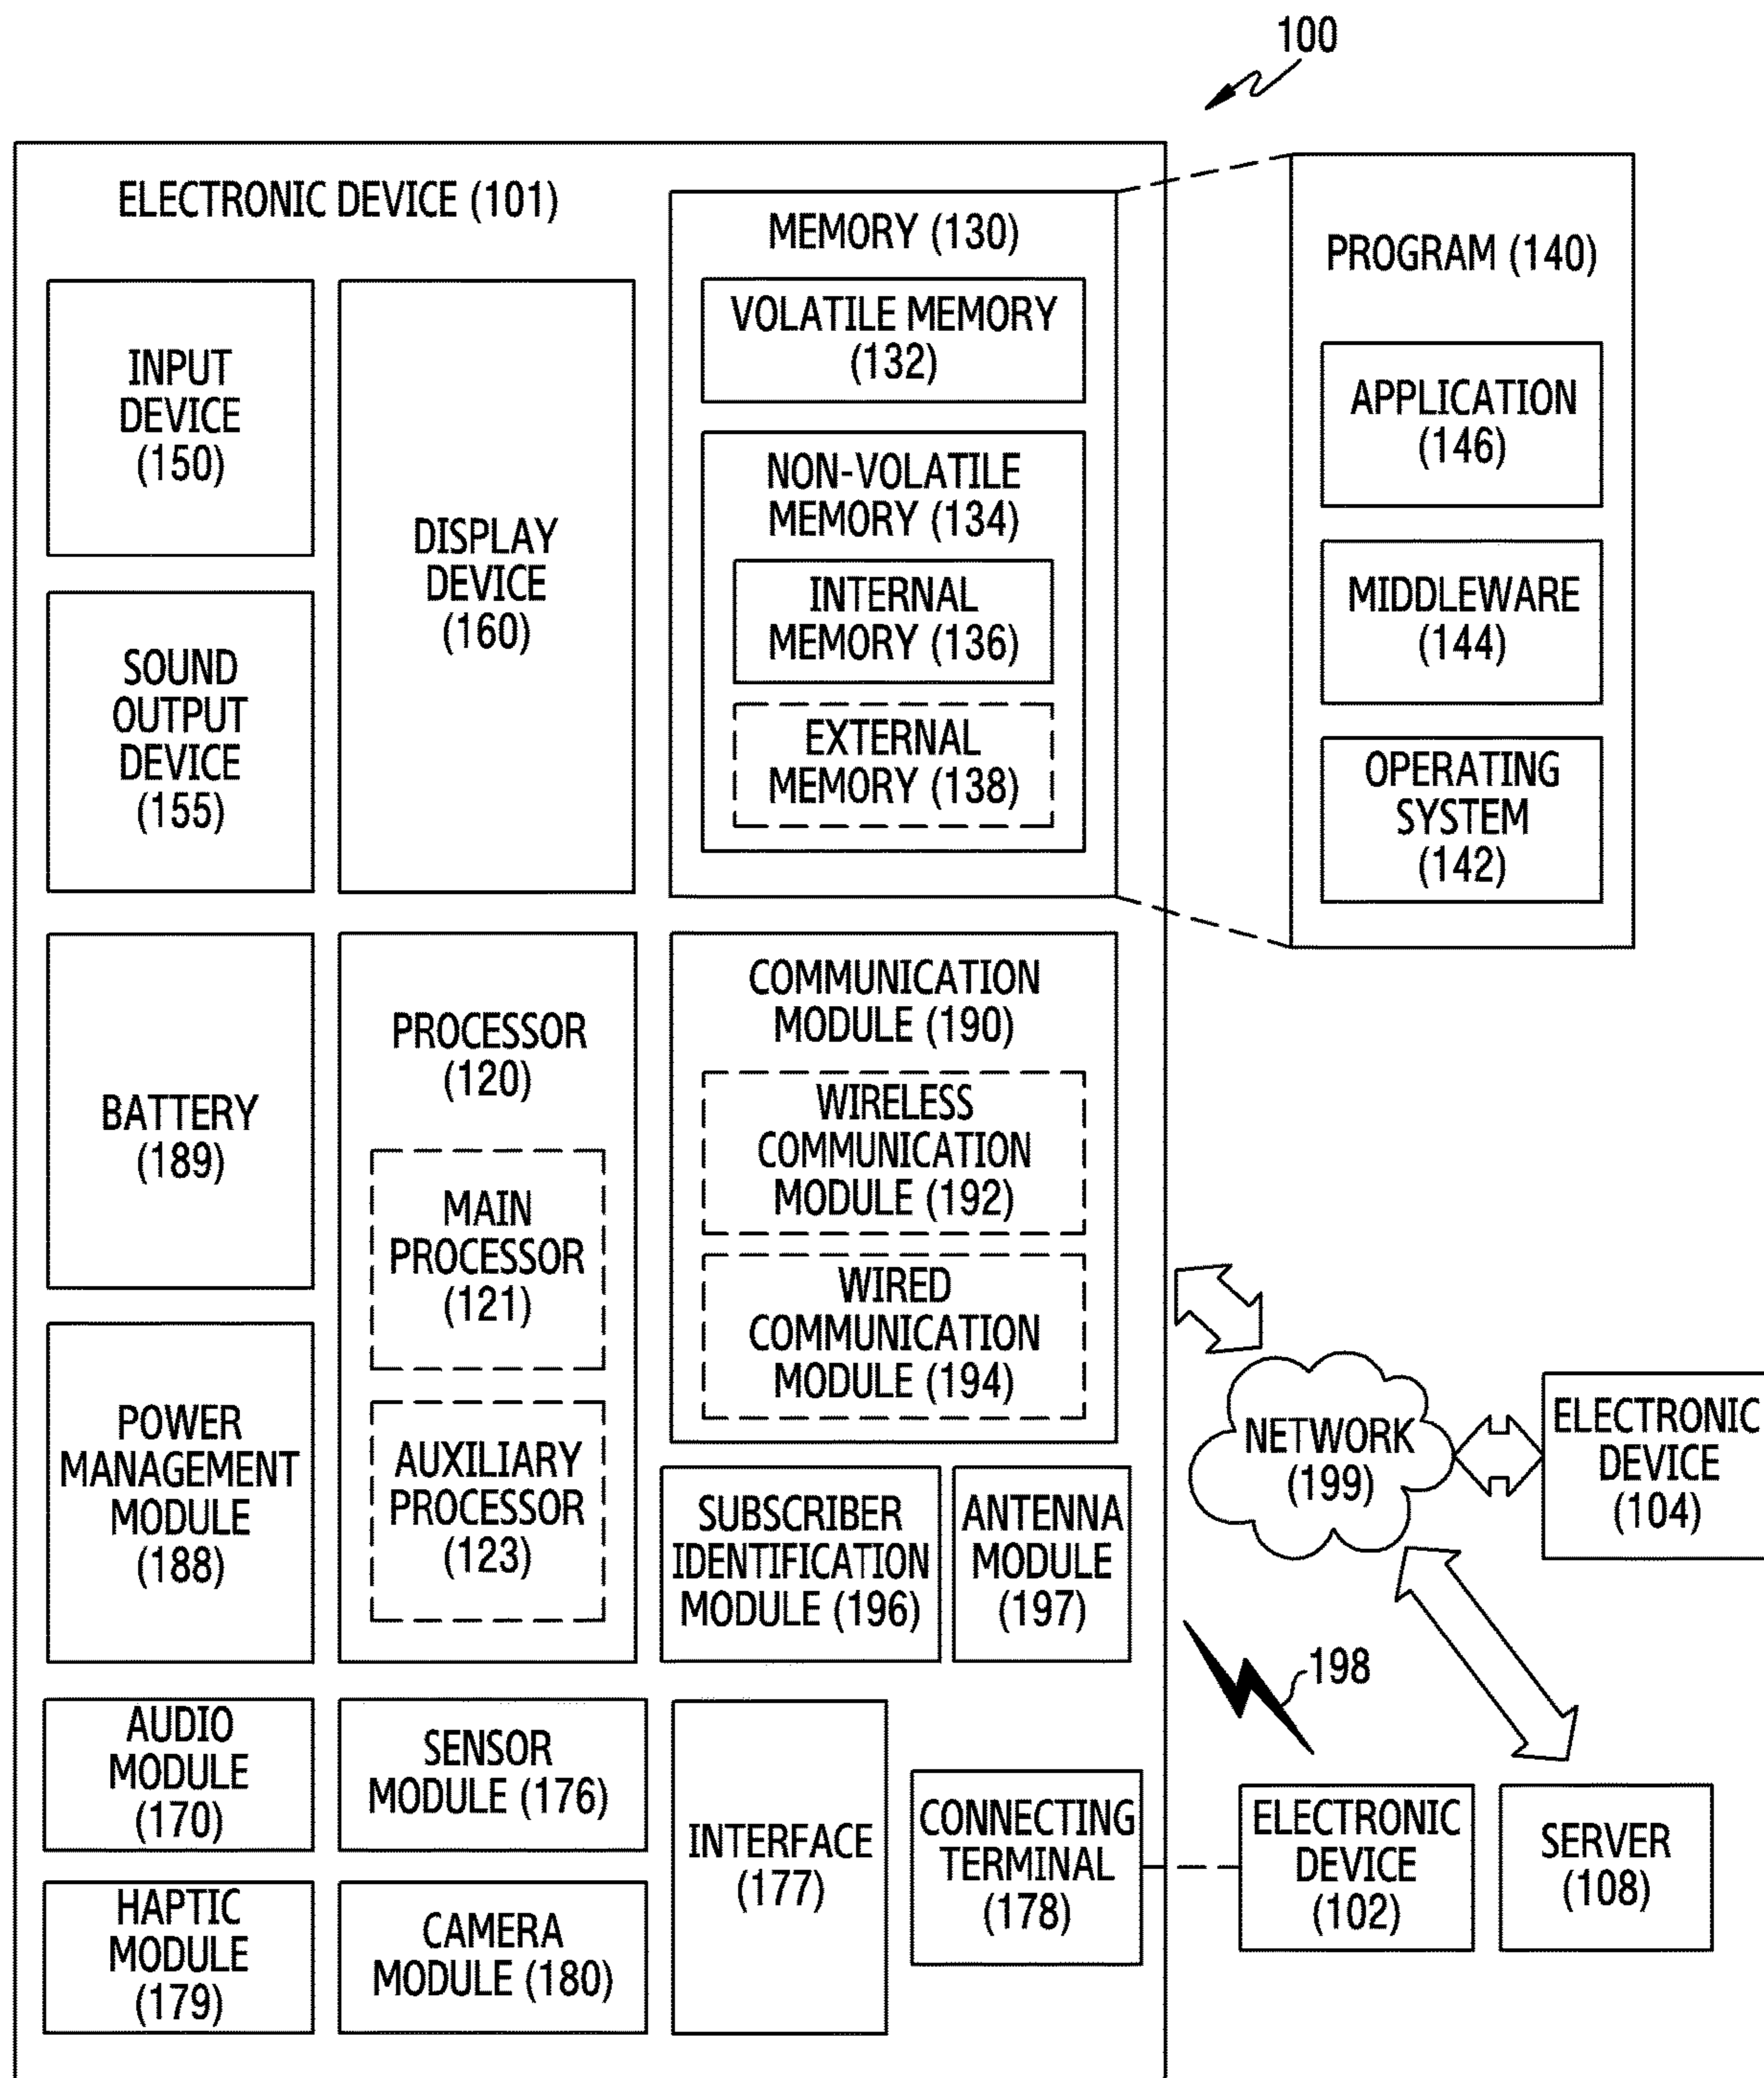 100
ELECTRONIC DEVICE (101)
INPUT
DEVICE
(150)
SOUND
OUTPUT
DEVICE
(155)
DISPLAY
DEVICE
(160)
MEMORY (130)
VOLATILE MEMORY
(132)
NON-VOLATILE
MEMORY (134)
INTERNAL
MEMORY (136)
EXTERNAL
MEMORY (138)
PROGRAM (140)
APPLICATION
(146)
MIDDLEWARE
(144)
OPERATING
SYSTEM
(142)
BATTERY
(189)
POWER
MANAGEMENT
MODULE
(188)
PROCESSOR
(120)
MAIN
PROCESSOR
(121)
AUXILIARY
PROCESSOR
(123)
COMMUNICATION
MODULE (190)
WIRELESS
COMMUNICATION
MODULE (192)
WIRED
COMMUNICATION
MODULE (194)
SUBSCRIBER
IDENTIFICATION
MODULE (196)
ANTENNA
MODULE
(197)
NETWORK
(199)
ELECTRONIC
DEVICE
(104)
198
AUDIO
MODULE
(170)
SENSOR
MODULE (176)
HAPTIC
MODULE
(179)
CAMERA
MODULE (180)
INTERFACE
(177)
CONNECTING
TERMINAL
(178)
ELECTRONIC
DEVICE
(102)
SERVER
(108)